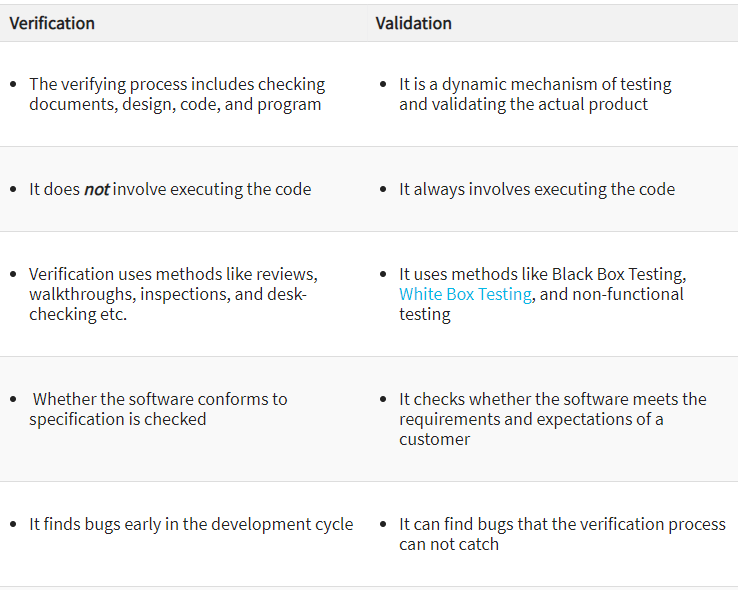 Verification Validation
The verifying process includes checking
documents, design, code, and program
It is a dynamic mechanism of testing
and validating the actual product
It does not involve executing the code
It always involves executing the code
Verification uses methods like reviews,
walkthroughs, inspections, and desk-
checking etc.
It uses methods like Black Box Testing,
White Box Testing, and non-functional
testing
Whether the software conforms to
specification is checked
It checks whether the software meets the
requirements and expectations of a
customer
It finds bugs early in the development cycle
It can find bugs that the verification process
can not catch